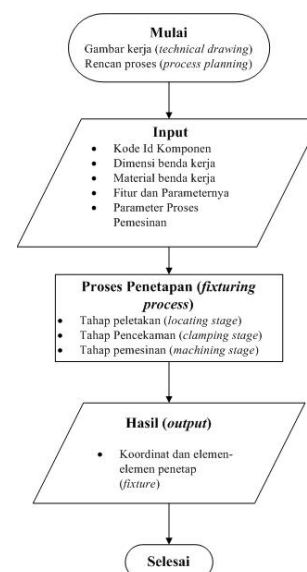 Mulai
Gambar kerja (technical drawing)
Rencan proses (process planning)
Input
• Kode Id Komponen
• Dimensi benda kerja
• Material benda kerja
• Fitur dan Parameternya
• Parameter Proses
Pemesinan
Proses Penetapan (fixturing
process)
• Tahap peletakan (locating stage)
• Tahap Pencekaman (clamping stage)
• Tahap pemesinan (machining stage)
Hasil (output)
• Koordinat dan elemen-
elemen penetap
(fixture)
Selesai